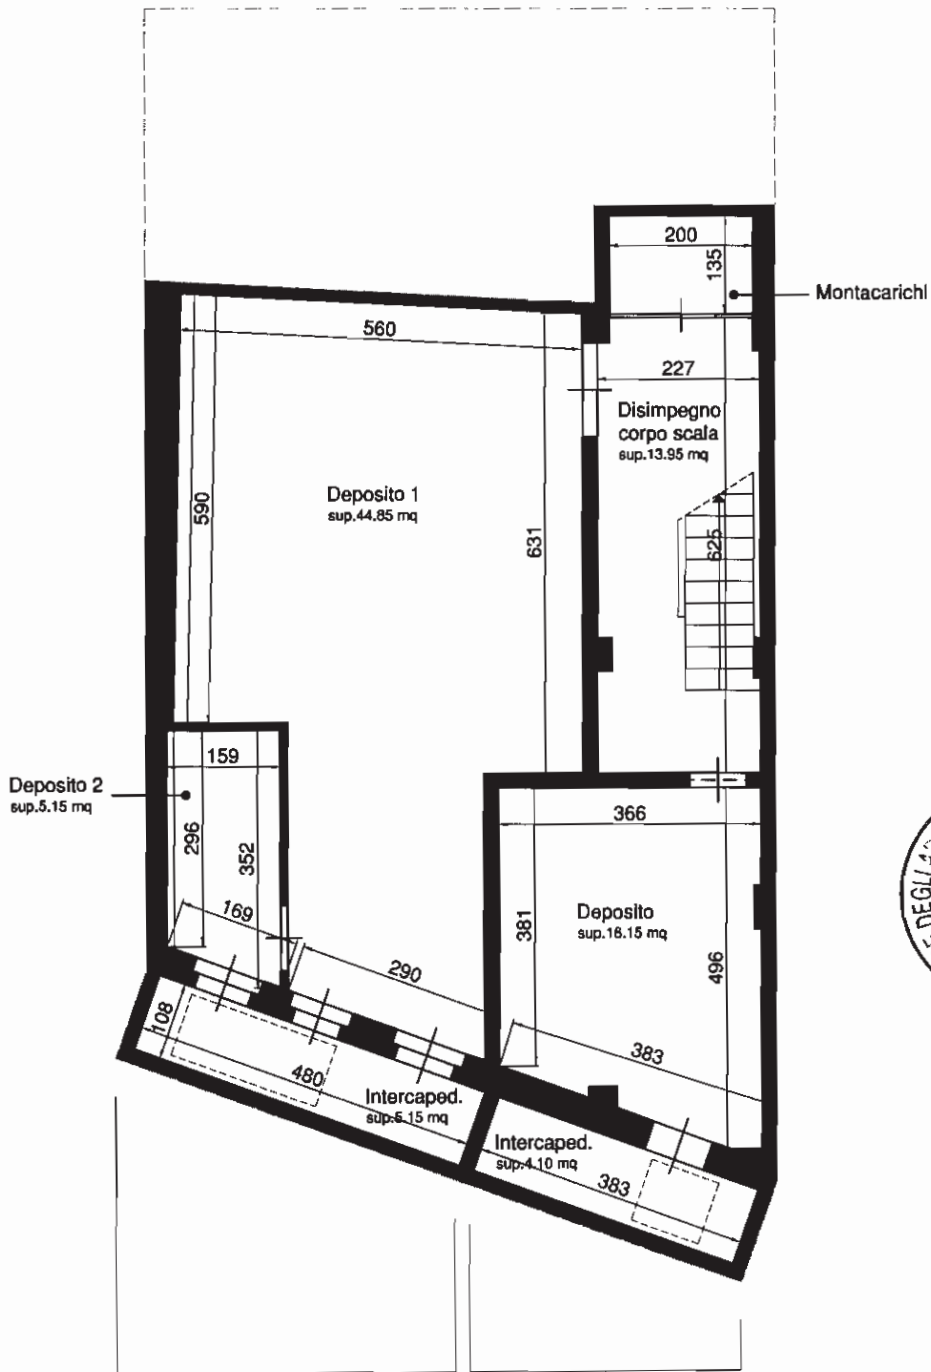 200
135
Montacarichi
560
227
Disimpegno
corpo scala
sup.13.95 mq
590
Deposito 1
sup.44.85 mq
631
625
159
Deposito 2
sup.5.15 mq
296
352
366
169
381
Deposito
sup.16.15 mq
496
290
108
383
480
Intercaped.
sup.5.15 mq
Intercaped.
sup.4.10 mq
383
DEGLI